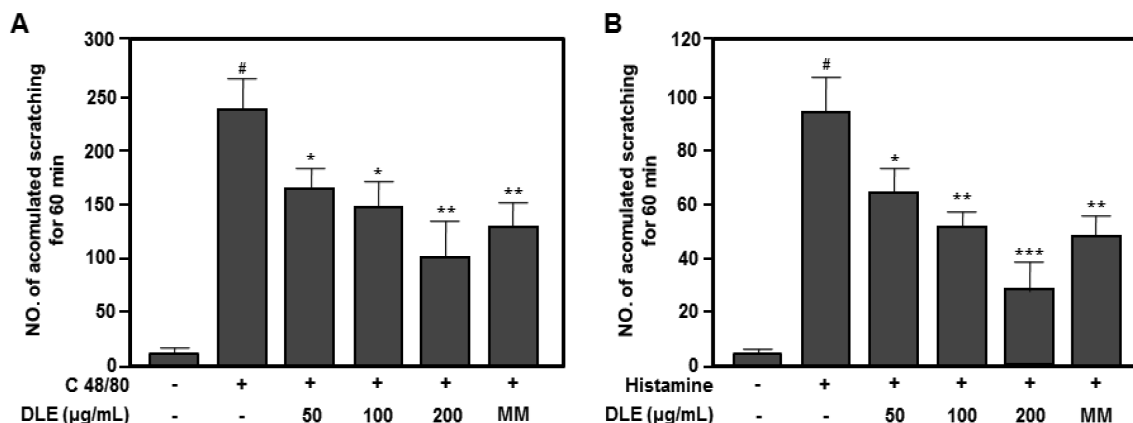 A
NO. of acomulated scratching
for 60 min
300
250
200
150
100
50
0
#
*
*
**
**
C 48/80 - + + + + +
DLE (µg/mL) - - 50 100 200 MM
B
NO. of acomulated scratching
for 60 min
120
100
80
60
40
20
0
#
*
**
***
**
Histamine - + + + + +
DLE (µg/mL) - - 50 100 200 MM